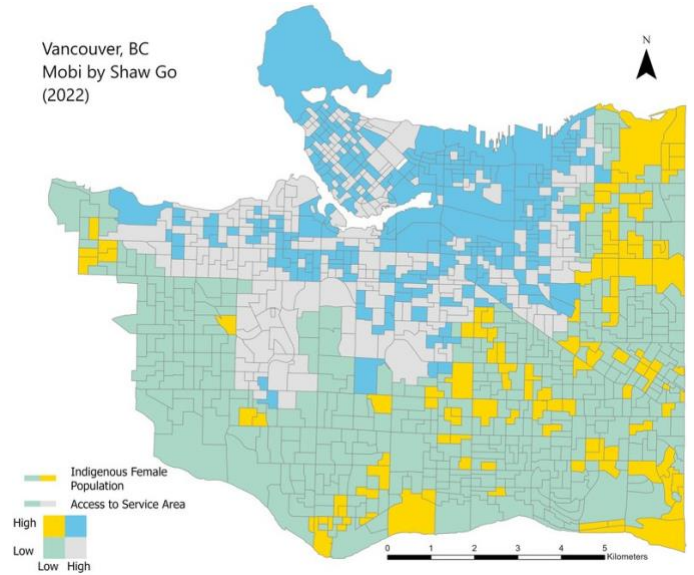 Vancouver, BC
Mobi by Shaw Go
(2022)
N
Indigenous Female
Population
Access to Service Area
High
Low
Low High
0 1 2 3 4 5
Kilometers